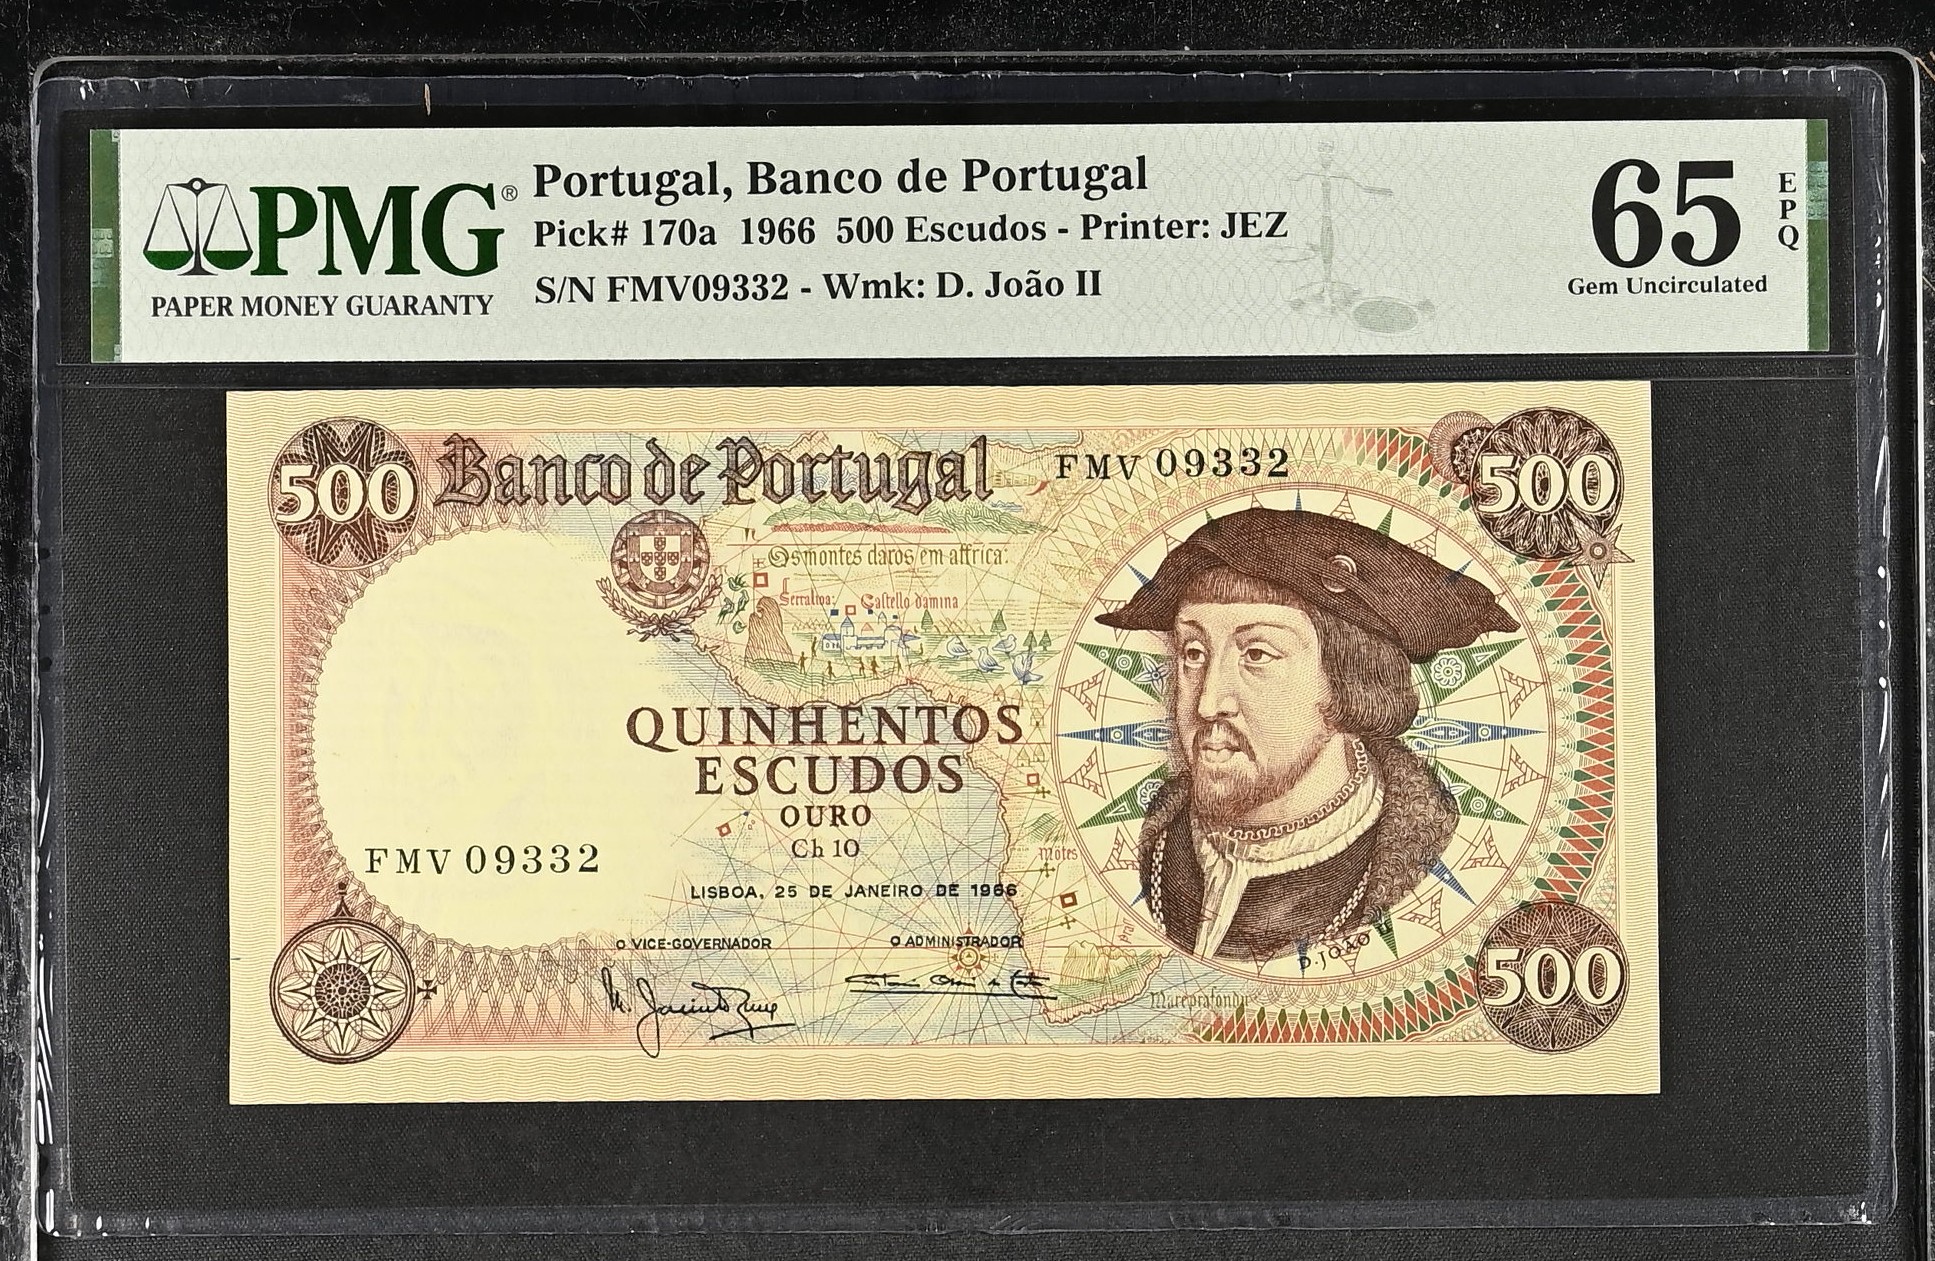 PMG®
PAPER MONEY GUARANTY
Portugal, Banco de Portugal
Pick# 170a 1966 500 Escudos - Printer: JEZ
S/N FMV09332 - Wmk: D. João II
65
EPQ
Gem Uncirculated
500
Banco de Portugal
FMV 09332
500
Os montes claros em affrica:
Serralioa: Castello damina
QUINHENTOS
ESCUDOS
OURO
Ch 10
FMV 09332
Mõtes
LISBOA, 25 DE JANEIRO DE 1966
O VICE-GOVERNADOR
O ADMINISTRADOR
D. JOÃO II
500